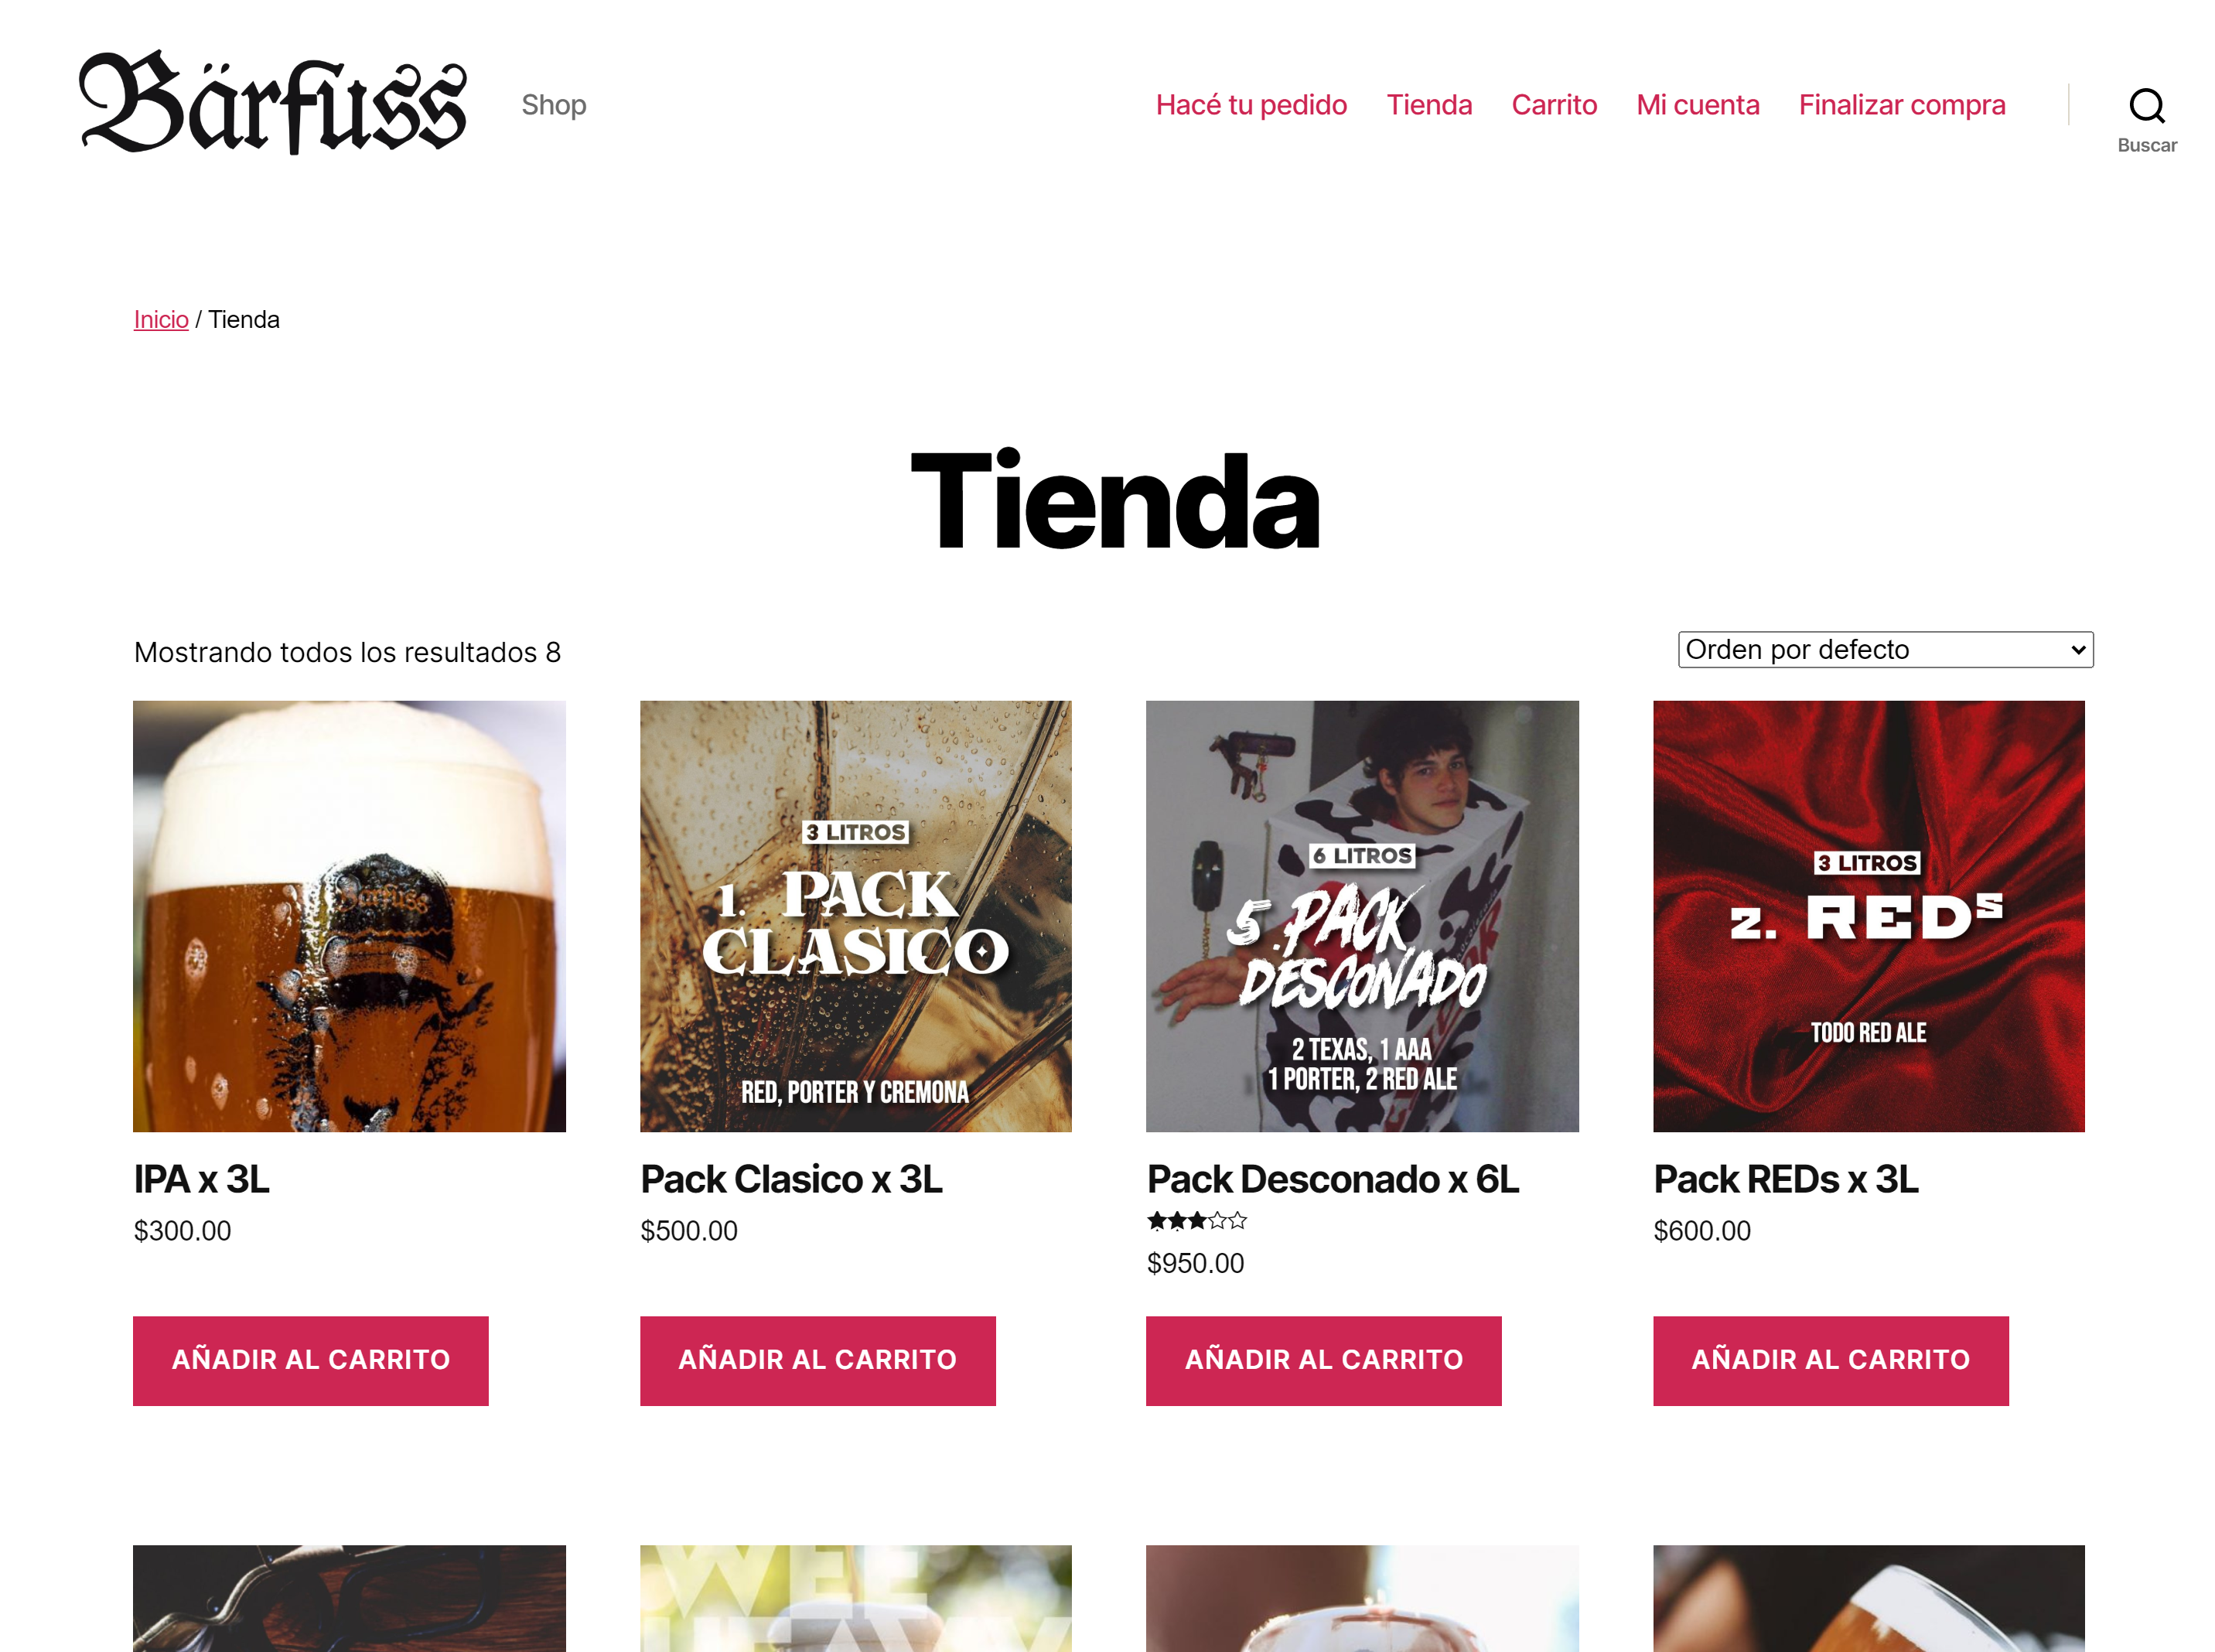 Bärfuss
Shop
Hacé tu pedido
Tienda
Carrito
Mi cuenta
Finalizar compra
Buscar
Inicio / Tienda
Tienda
Mostrando todos los resultados 8
Orden por defecto
Bärfuss
3 LITROS
1. PACK
CLASICO
RED, PORTER Y CREMONA
6 LITROS
5. PACK
DESCONADO
2 TEXAS, 1 AAA
1 PORTER, 2 RED ALE
3 LITROS
2. REDS
TODO RED ALE
IPA x 3L
$300.00
AÑADIR AL CARRITO
Pack Clasico x 3L
$500.00
AÑADIR AL CARRITO
Pack Desconado x 6L
$950.00
AÑADIR AL CARRITO
Pack REDs x 3L
$600.00
AÑADIR AL CARRITO
WEE